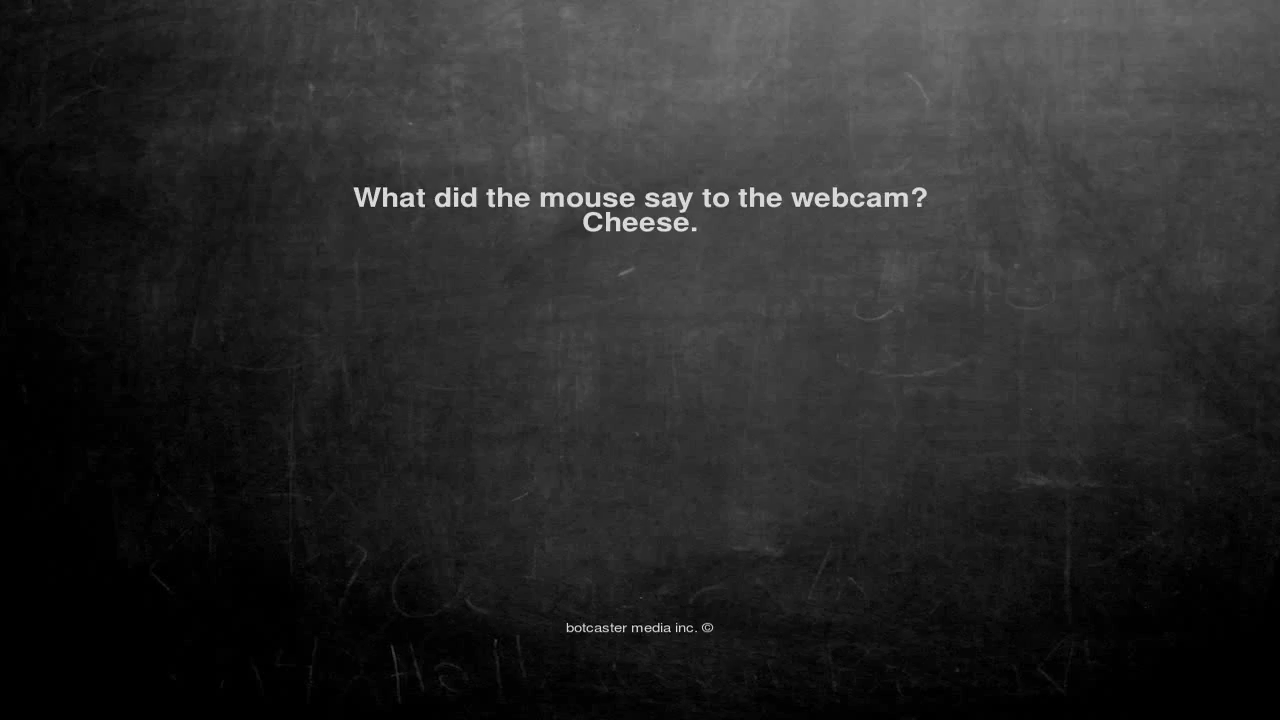 What did the mouse say to the webcam?
Cheese.
botcaster media inc. ©